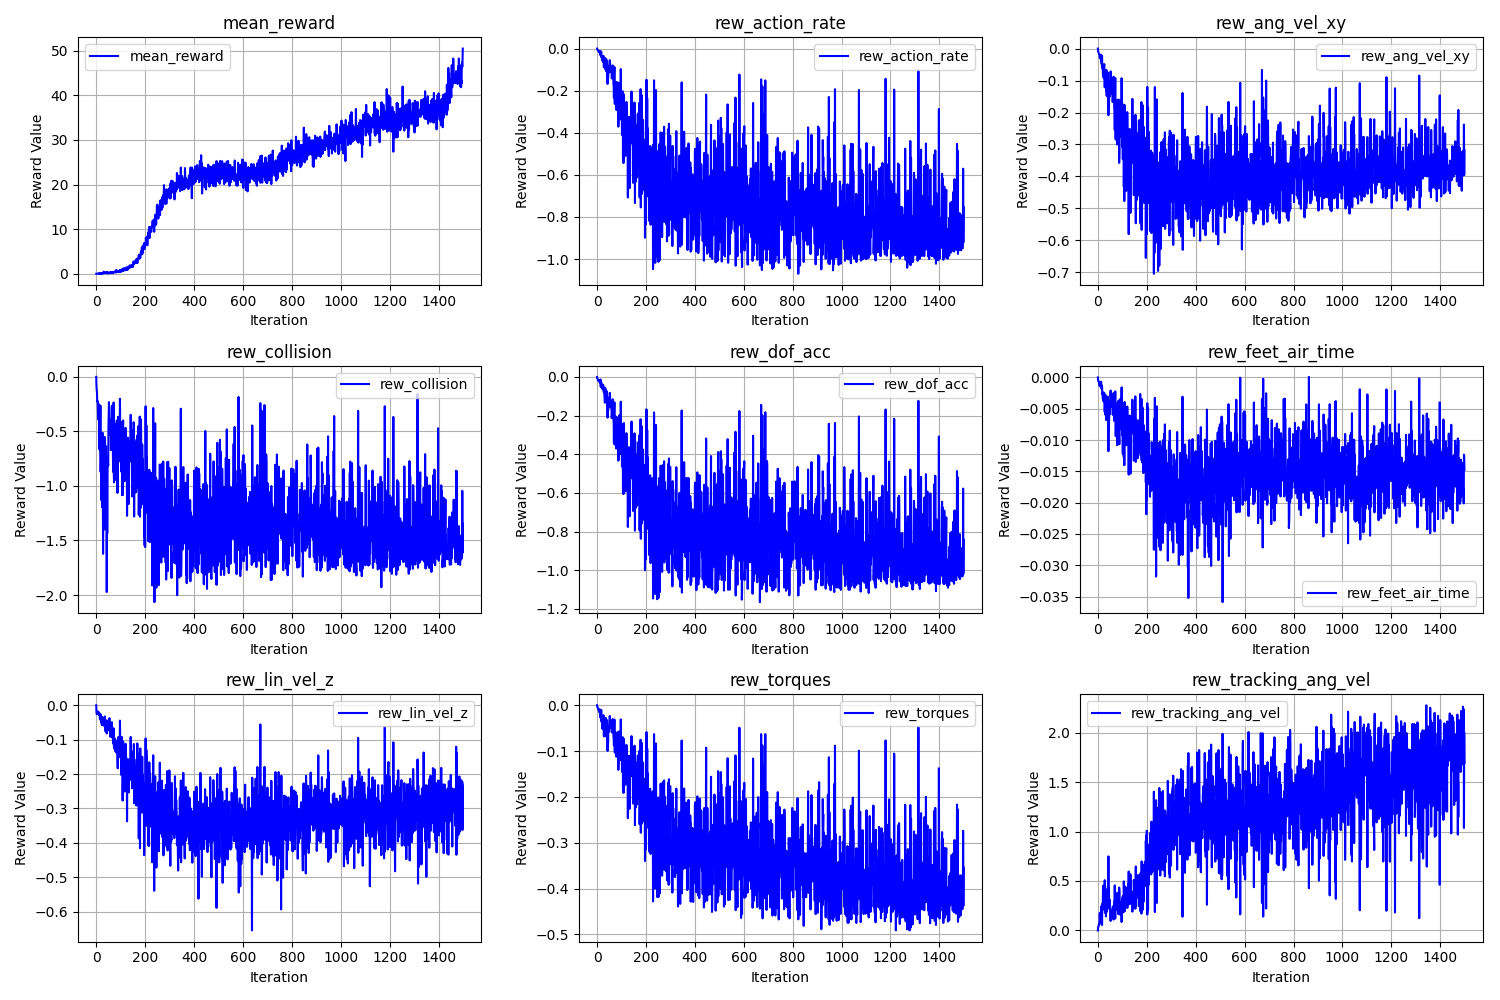 mean_reward
Reward Value
50
40
30
20
10
0
mean_reward
0 200 400 600 800 1000 1200 1400
Iteration
rew_action_rate
Reward Value
0.0
−0.2
−0.4
−0.6
−0.8
−1.0
rew_action_rate
0 200 400 600 800 1000 1200 1400
Iteration
rew_ang_vel_xy
Reward Value
0.0
−0.1
−0.2
−0.3
−0.4
−0.5
−0.6
−0.7
rew_ang_vel_xy
0 200 400 600 800 1000 1200 1400
Iteration
rew_collision
Reward Value
0.0
−0.5
−1.0
−1.5
−2.0
rew_collision
0 200 400 600 800 1000 1200 1400
Iteration
rew_dof_acc
Reward Value
0.0
−0.2
−0.4
−0.6
−0.8
−1.0
−1.2
rew_dof_acc
0 200 400 600 800 1000 1200 1400
Iteration
rew_feet_air_time
Reward Value
0.000
−0.005
−0.010
−0.015
−0.020
−0.025
−0.030
−0.035
rew_feet_air_time
0 200 400 600 800 1000 1200 1400
Iteration
rew_lin_vel_z
Reward Value
0.0
−0.1
−0.2
−0.3
−0.4
−0.5
−0.6
rew_lin_vel_z
0 200 400 600 800 1000 1200 1400
Iteration
rew_torques
Reward Value
0.0
−0.1
−0.2
−0.3
−0.4
−0.5
rew_torques
0 200 400 600 800 1000 1200 1400
Iteration
rew_tracking_ang_vel
Reward Value
2.0
1.5
1.0
0.5
0.0
rew_tracking_ang_vel
0 200 400 600 800 1000 1200 1400
Iteration